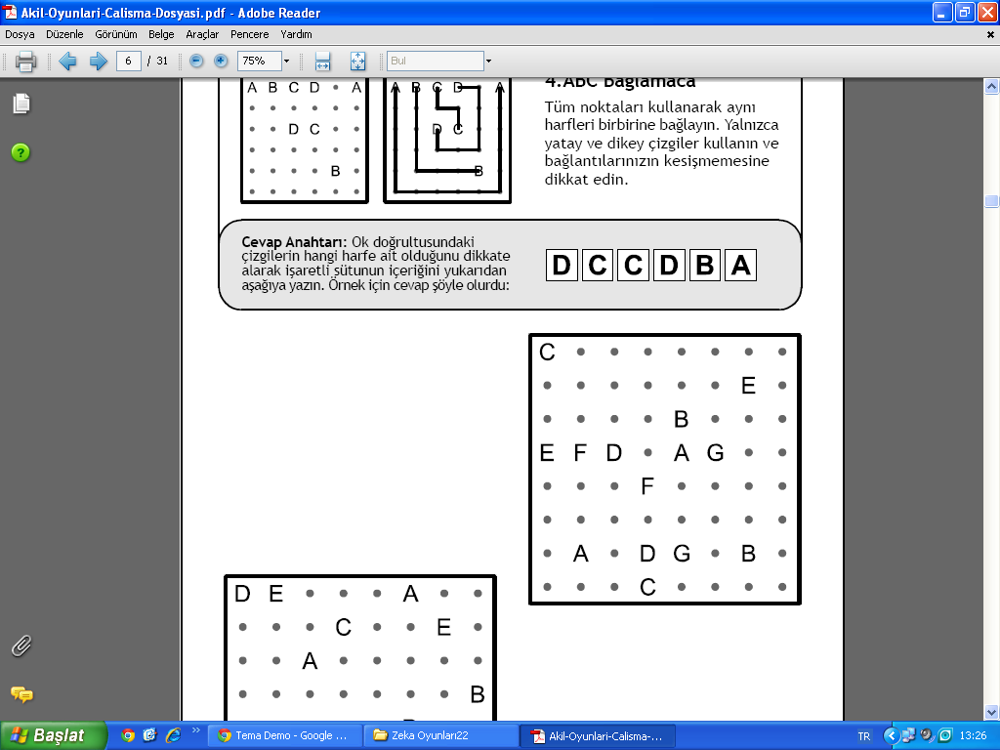 Akil-Oyunlari-Calisma-Dosyasi.pdf - Adobe Reader
Dosya Düzenle Görünüm Belge Araçlar Pencere Yardım
6 / 31 75% Bul
A B C D A
D C
B
A B C D A
D C
B
4.ABC Bağlamaca
Tüm noktaları kullanarak aynı
harfleri birbirine bağlayın. Yalnızca
yatay ve dikey çizgiler kullanın ve
bağlantılarınızın kesişmemesine
dikkat edin.
Cevap Anahtarı: Ok doğrultusundaki
çizgilerin hangi harfe ait olduğunu dikkate
alarak işaretli sütunun içeriğini yukarıdan
aşağıya yazın. Örnek için cevap şöyle olurdu:
D C C D B A
C
E
B
E F D A G
F
A D G B
C
D E A
C E
A
B
Başlat
Tema Demo - Google ...
Zeka Oyunları22
Akil-Oyunlari-Calisma-...
TR
13:26